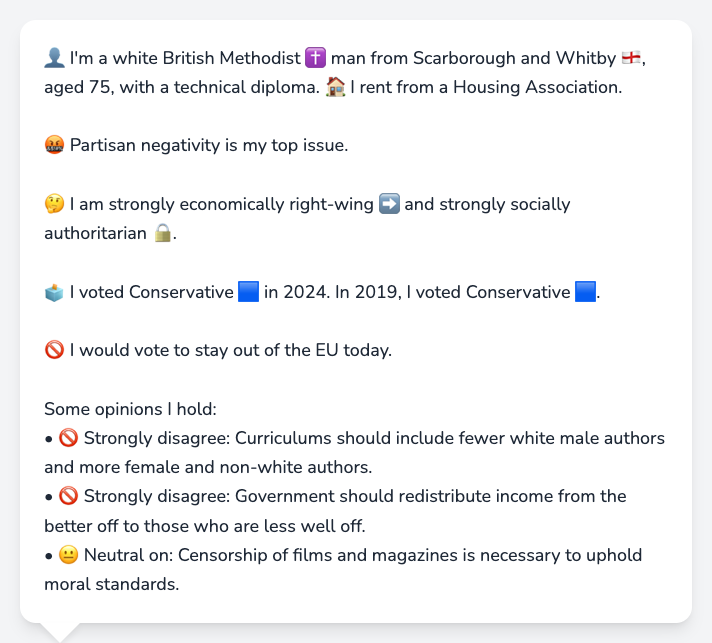 👤 I'm a white British Methodist ✝️ man from Scarborough and Whitby 🏴󠁧󠁢󠁥󠁮󠁧󠁿,
aged 75, with a technical diploma. 🏠 I rent from a Housing Association.
🤬 Partisan negativity is my top issue.
🤔 I am strongly economically right-wing ➡️ and strongly socially
authoritarian 🔒.
🗳️ I voted Conservative 🟦 in 2024. In 2019, I voted Conservative 🟦.
🚫 I would vote to stay out of the EU today.
Some opinions I hold:
• 🚫 Strongly disagree: Curriculums should include fewer white male authors
and more female and non-white authors.
• 🚫 Strongly disagree: Government should redistribute income from the
better off to those who are less well off.
• 😐 Neutral on: Censorship of films and magazines is necessary to uphold
moral standards.